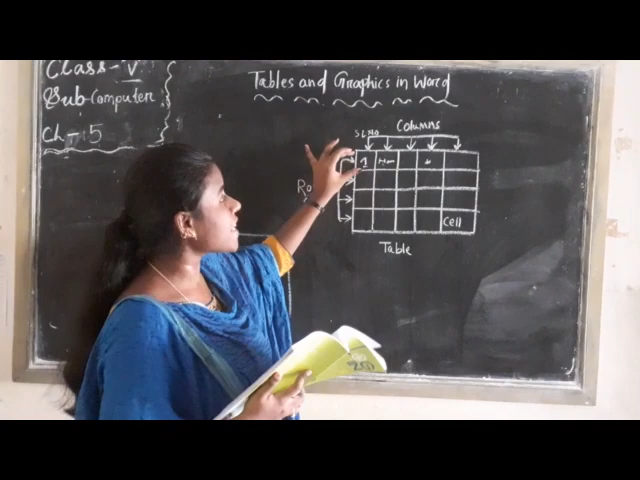 Class-V
Sub-Computer
Ch-5
Tables and Graphics in Word
Columns
SL.No
1
Cell
Table